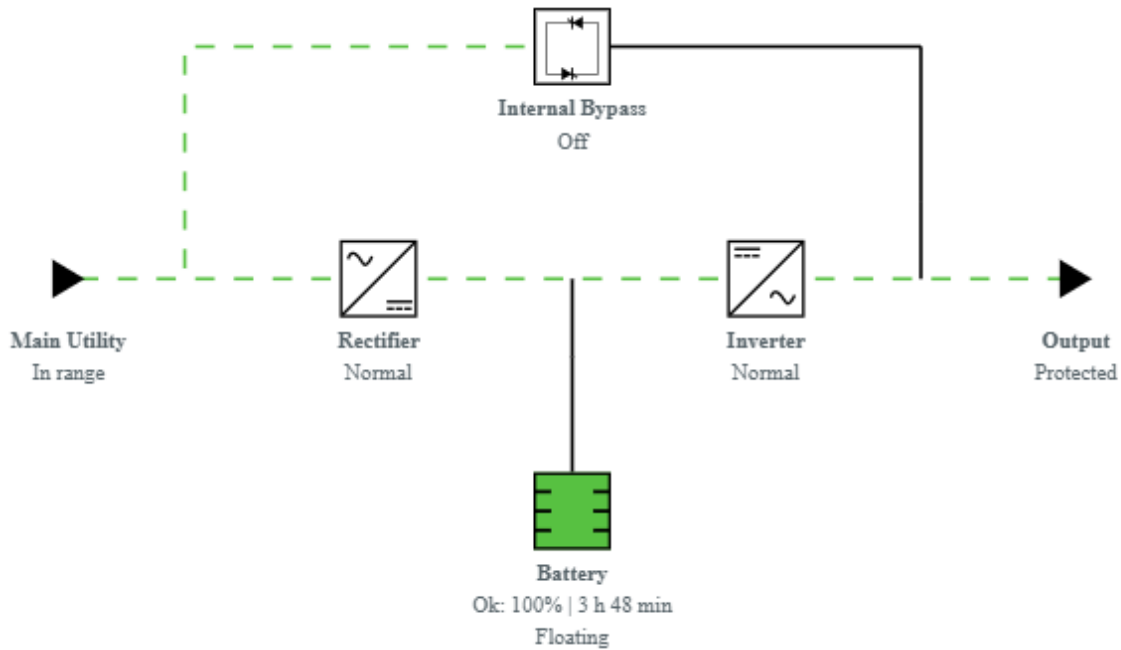 Internal Bypass
Off
Main Utility
In range
Rectifier
Normal
Inverter
Normal
Output
Protected
Battery
Ok: 100% | 3 h 48 min
Floating